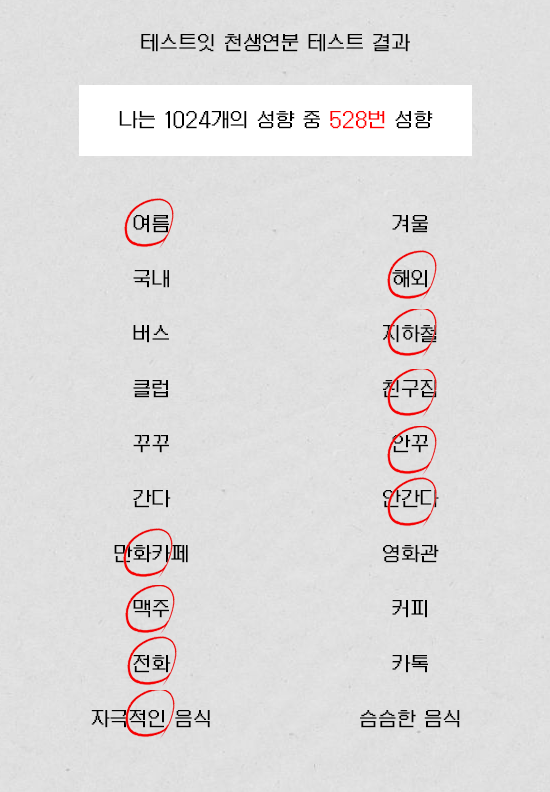 테스트잇 천생연분 테스트 결과
나는 1024개의 성향 중 528번 성향
여름 겨울
국내 해외
버스 지하철
클럽 친구집
꾸꾸 안꾸
간다 안간다
만화카페 영화관
맥주 커피
전화 카톡
자극적인 음식 슴슴한 음식